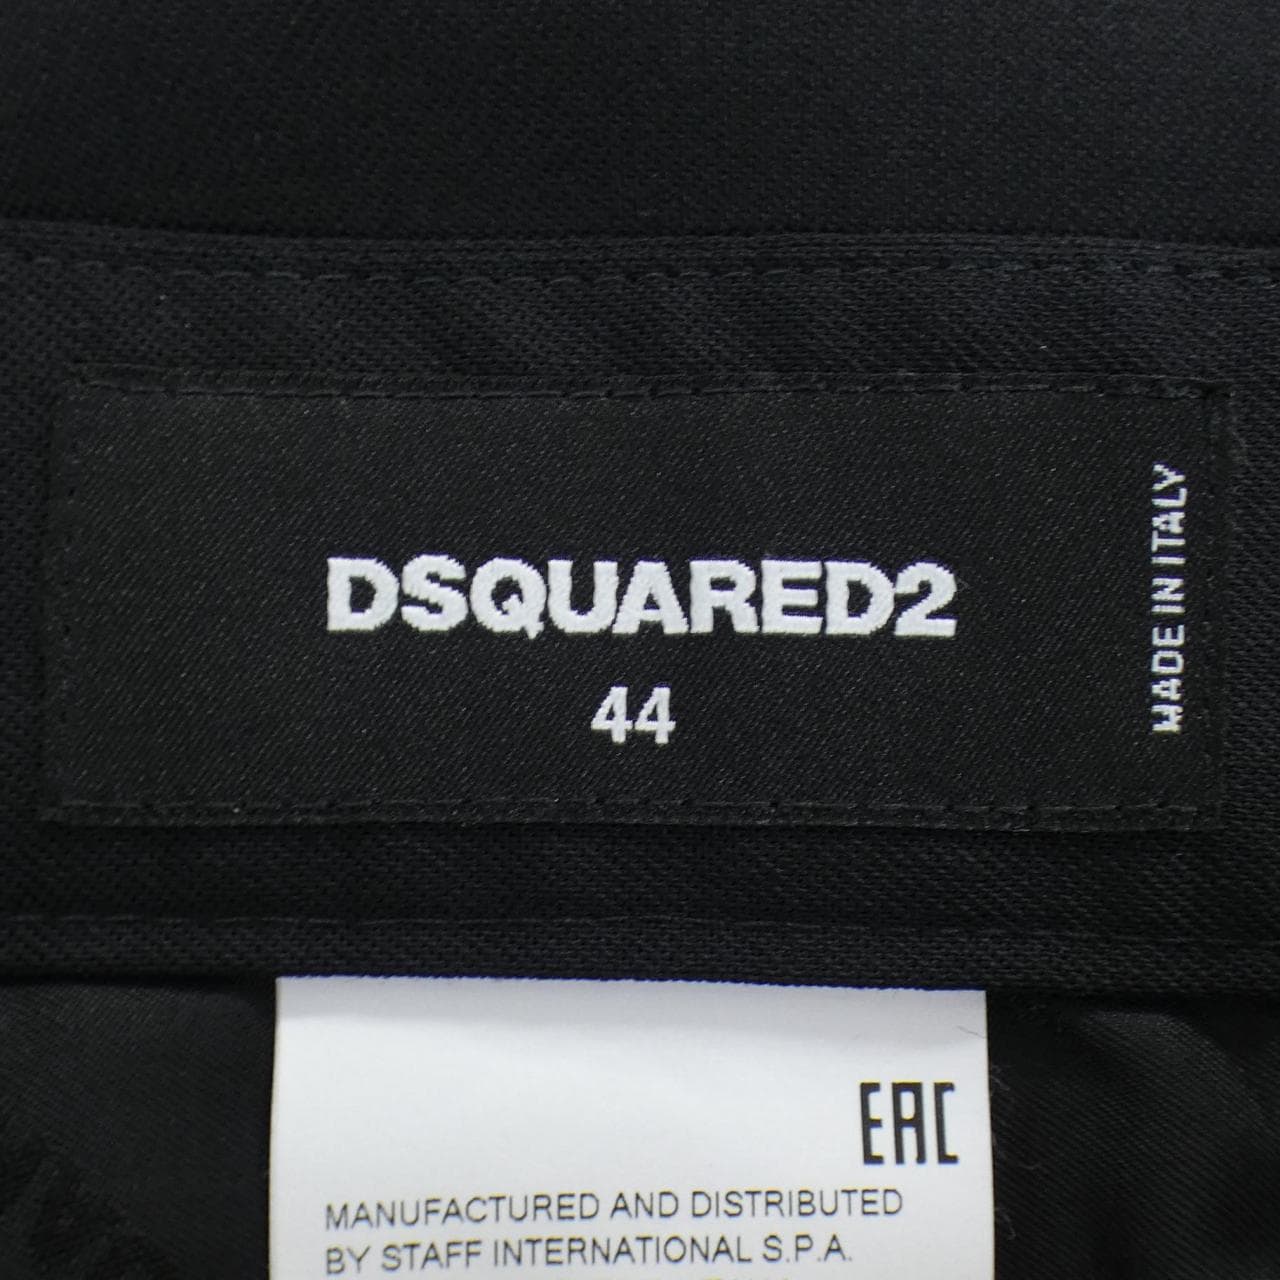 DSQUARED2
44
MADE IN ITALY
EAC
MANUFACTURED AND DISTRIBUTED
BY STAFF INTERNATIONAL S.P.A.